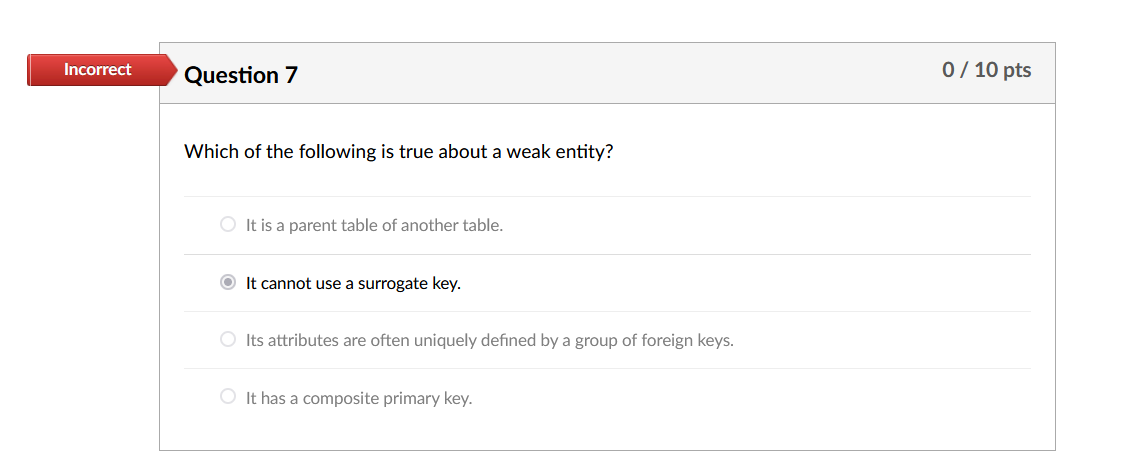 Incorrect
Question 7
0 / 10 pts
Which of the following is true about a weak entity?
It is a parent table of another table.
It cannot use a surrogate key.
Its attributes are often uniquely defined by a group of foreign keys.
It has a composite primary key.